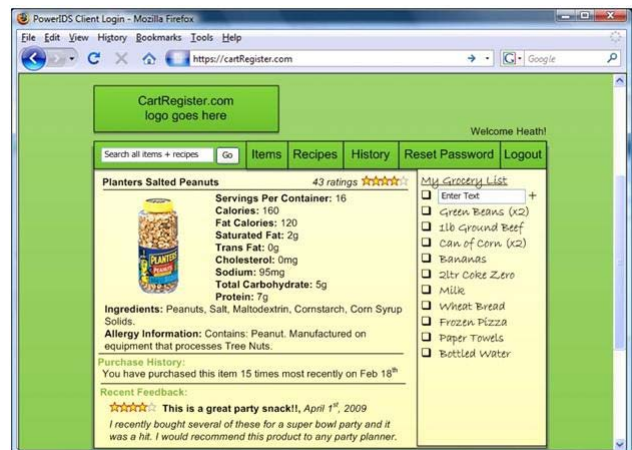 PowerIDS Client Login - Mozilla Firefox
File Edit View History Bookmarks Tools Help
https://cartRegister.com
Google
CartRegister.com
logo goes here
Welcome Heath!
Search all items + recipes Go Items Recipes History Reset Password Logout
Planters Salted Peanuts 43 ratings
PLANTERS
Servings Per Container: 16
Calories: 160
Fat Calories: 120
Saturated Fat: 2g
Trans Fat: 0g
Cholesterol: 0mg
Sodium: 95mg
Total Carbohydrate: 5g
Protein: 7g
Ingredients: Peanuts, Salt, Maltodextrin, Cornstarch, Corn Syrup
Solids.
Allergy Information: Contains: Peanut. Manufactured on
equipment that processes Tree Nuts.
Purchase History:
You have purchased this item 15 times most recently on Feb 18th
Recent Feedback:
This is a great party snack!!, April 1st, 2009
I recently bought several of these for a super bowl party and it
was a hit. I would recommend this product to any party planner.
My Grocery List
Enter Text +
Green Beans (x2)
1lb Ground Beef
Can of Corn (x2)
Bananas
2ltr Coke Zero
Milk
Wheat Bread
Frozen Pizza
Paper Towels
Bottled Water